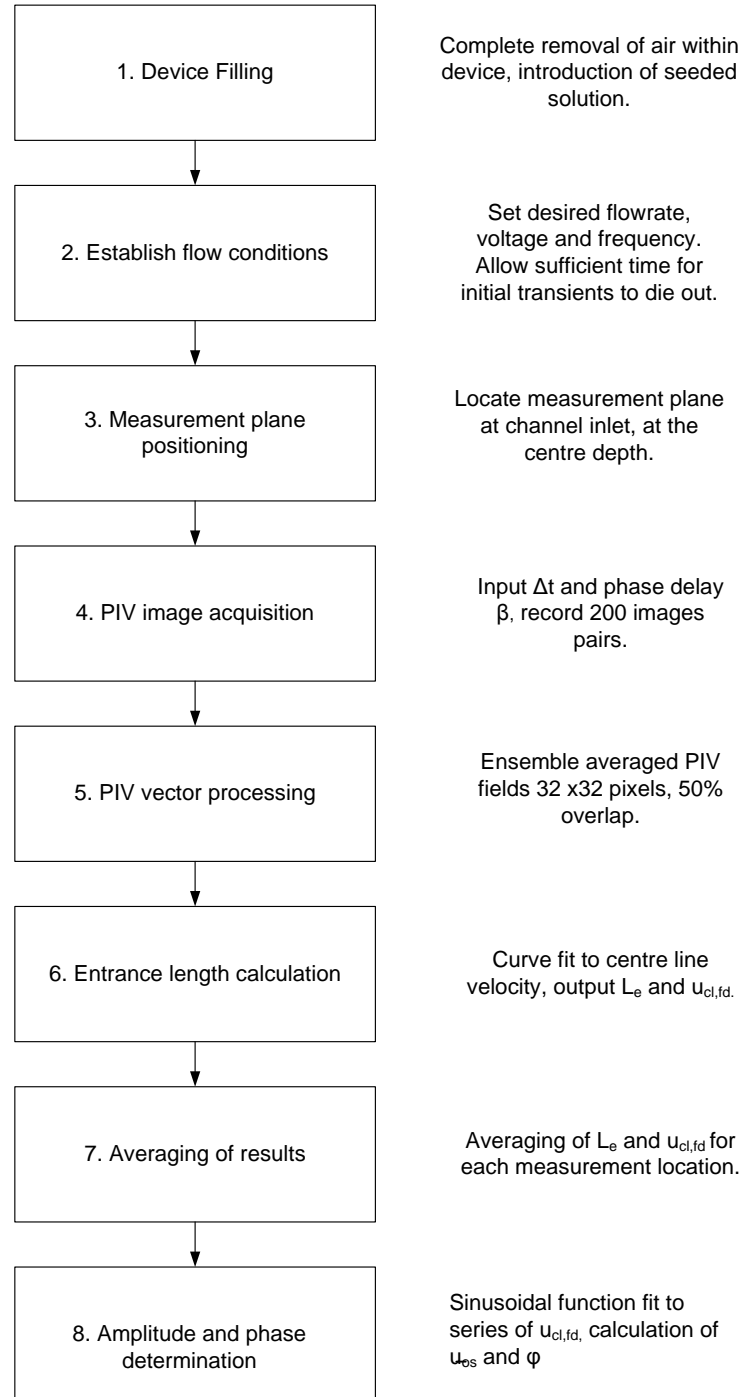 1. Device Filling
Complete removal of air within
device, introduction of seeded
solution.
2. Establish flow conditions
Set desired flowrate,
voltage and frequency.
Allow sufficient time for
initial transients to die out.
3. Measurement plane
positioning
Locate measurement plane
at channel inlet, at the
centre depth.
4. PIV image acquisition
Input Δt and phase delay
β, record 200 images
pairs.
5. PIV vector processing
Ensemble averaged PIV
fields 32 x32 pixels, 50%
overlap.
6. Entrance length calculation
Curve fit to centre line
velocity, output Le and ucl,fd.
7. Averaging of results
Averaging of Le and ucl,fd for
each measurement location.
8. Amplitude and phase
determination
Sinusoidal function fit to
series of ucl,fd, calculation of
uos and φ